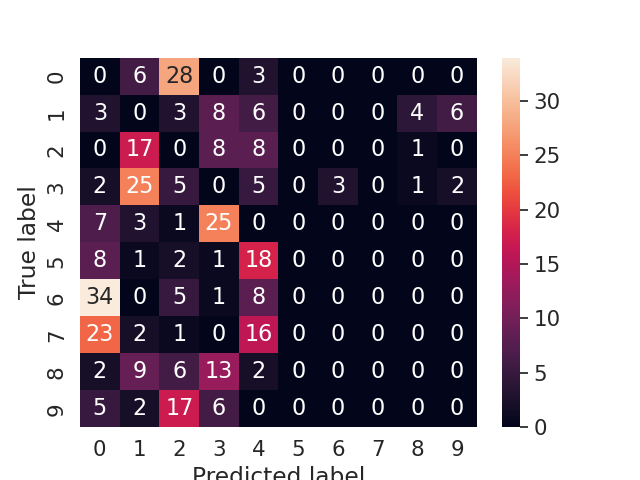 0 0 6 28 0 3 0 0 0 0 0
1 3 0 3 8 6 0 0 0 4 6
2 0 17 0 8 8 0 0 0 1 0
3 2 25 5 0 5 0 3 0 1 2
4 7 3 1 25 0 0 0 0 0 0
5 8 1 2 1 18 0 0 0 0 0
6 34 0 5 1 8 0 0 0 0 0
7 23 2 1 0 16 0 0 0 0 0
8 2 9 6 13 2 0 0 0 0 0
9 5 2 17 6 0 0 0 0 0 0
0 1 2 3 4 5 6 7 8 9
Predicted label
True label
30
25
20
15
10
5
0